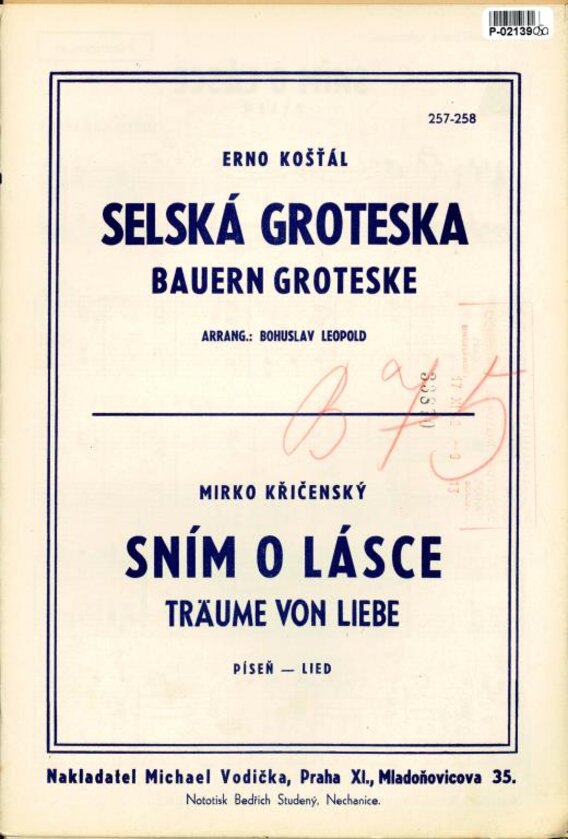 P-02139
257-258
ERNO KOŠŤÁL
SELSKÁ GROTESKA
BAUERN GROTESKE
ARRANG.: BOHUSLAV LEOPOLD
B a 75
MIRKO KŘIČENSKÝ
SNÍM O LÁSCE
TRÄUME VON LIEBE
PÍSEŇ — LIED
Nakladatel Michael Vodička, Praha XI., Mladoňovicova 35.
Nototisk Bedřich Studený, Nechanice.